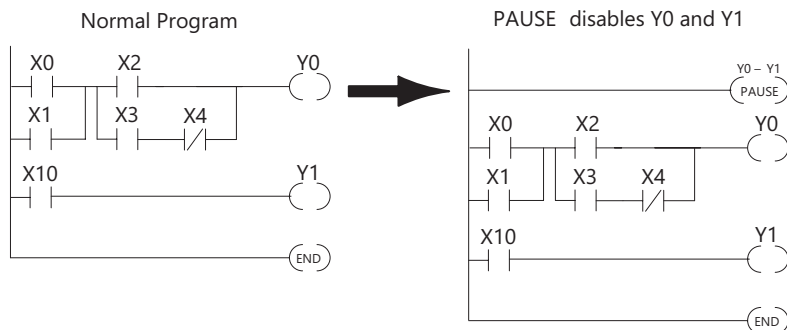 Normal Program
X0 X2 Y0
X1 X3 X4
X10 Y1
END
PAUSE disables Y0 and Y1
Y0 – Y1
PAUSE
X0 X2 Y0
X1 X3 X4
X10 Y1
END